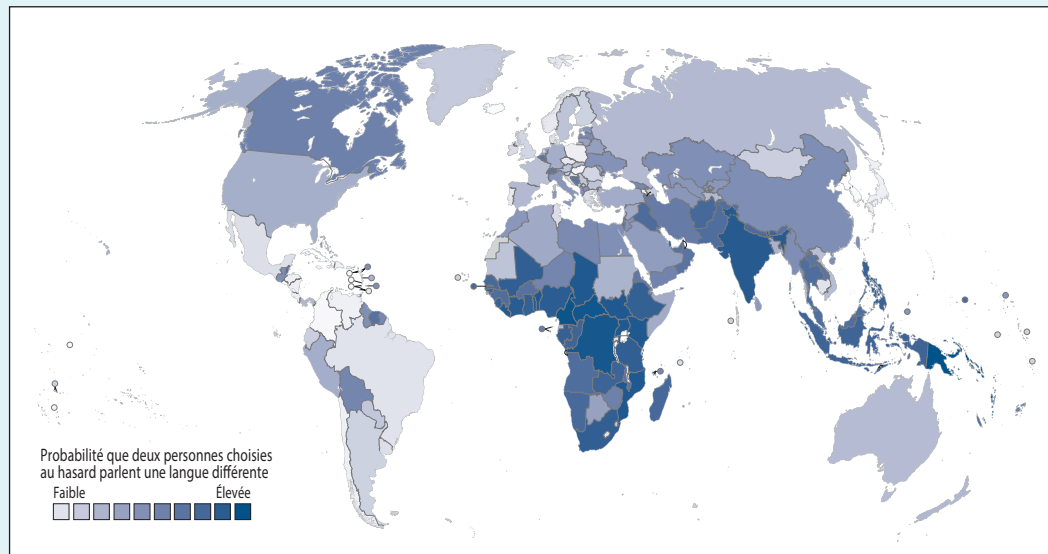 Probabilité que deux personnes choisies
au hasard parlent une langue différente
Faible Élevée